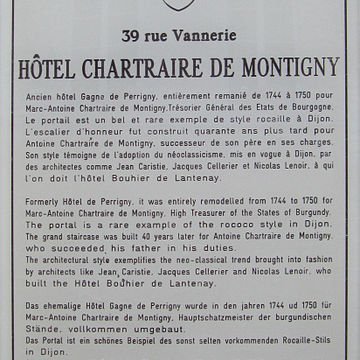 39 rue Vannerie
HÔTEL CHARTRAIRE DE MONTIGNY
Ancien hôtel Gagne de Perrigny, entièrement remanié de 1744 à 1750 pour
Marc-Antoine Chartraire de Montigny,Trésorier Général des Etats de Bourgogne.
Le portail est un bel et rare exemple de style rocaille à Dijon.
L'escalier d'honneur fut construit quarante ans plus tard pour
Antoine Chartraire de Montigny, successeur de son père en ses charges.
Son style témoigne de l'adoption du néoclassicisme, mis en vogue à Dijon, par
des architectes comme Jean Caristie, Jacques Cellerier et Nicolas Lenoir, à qui
l'on doit l'hôtel Bouhier de Lantenay.
Formerly Hôtel de Perrigny, it was entirely remodelled from 1744 to 1750 for
Marc-Antoine Chartraire de Montigny, High Treasurer of the States of Burgundy.
The portal is a rare example of the rococo style in Dijon.
The grand staircase was built 40 years later for Antoine Chartraire de Montigny,
who succeeded his father in his duties.
The architectural style exemplifies the neo-classical trend brought into fashion
by architects like Jean Caristie, Jacques Cellerier and Nicolas Lenoir, who
built the Hôtel Bouhier de Lantenay.
Das ehemalige Hôtel Gagne de Perrigny wurde in den jahren 1744 ud 1750 für
Marc-Antoine Chartraire de Montigny, Hauptschatzmeister der burgundischen
Stände, vollkommen umgebaut.
Das Portal ist ein schönes Beispiel des sonst selten vorkommenden Rocaille-Stils
in Dijon.